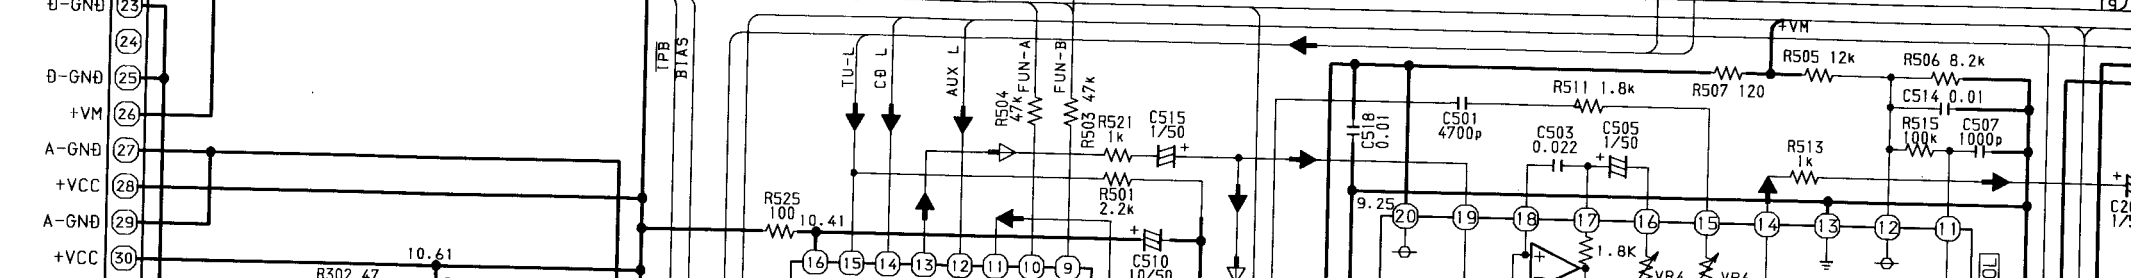 D-GND 23
24
D-GND 25
+VM 26
A-GND 27
+VCC 28
A-GND 29
+VCC 30
10.61
R302 47
TPB
BIAS
TU-L
CD L
AUX L
FUN-A
FUN-B
R504
47k
R503 47k
R521
1k
C515
1/50
+
R501
2.2k
R525
100
10.41
+
C510
10/50
16 15 14 13 12 11 10 9
+VM
R505 12k
R506 8.2k
R507 120
R511 1.8k
C514 0.01
C518
0.01
C501
4700p
C503
0.022
C505
1/50
+
R515
100k
C507
1000p
R513
1k
+
9.25
20 19 18 17 16 15 14 13 12 11
+
1.8K